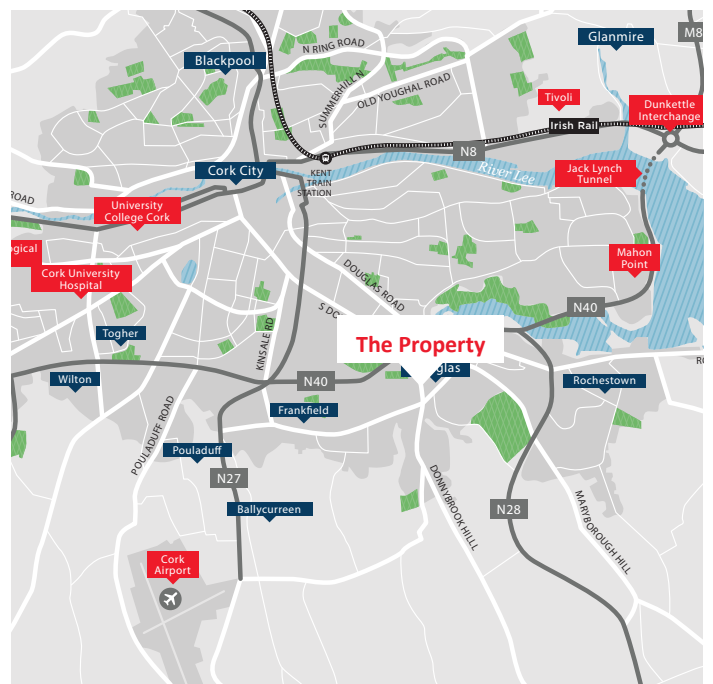 N RING ROAD
Glanmire
M8
Blackpool
SUMMERHILL N
OLD YOUGHAL ROAD
Tivoli
Dunkettle
Interchange
Irish Rail
N8
Cork City
KENT
TRAIN
STATION
River Lee
Jack Lynch
Tunnel
ROAD
University
College Cork
Mahon
Point
Cork University
Hospital
DOUGLAS ROAD
N40
KINSALE RD
The Property
Togher
Wilton
N40
Rochestown
Frankfield
POULADUFF ROAD
Pouladuff
N27
DONNYBROOK HILLL
N28
MARYBOROUGH HILL
Ballycurreen
Cork
Airport